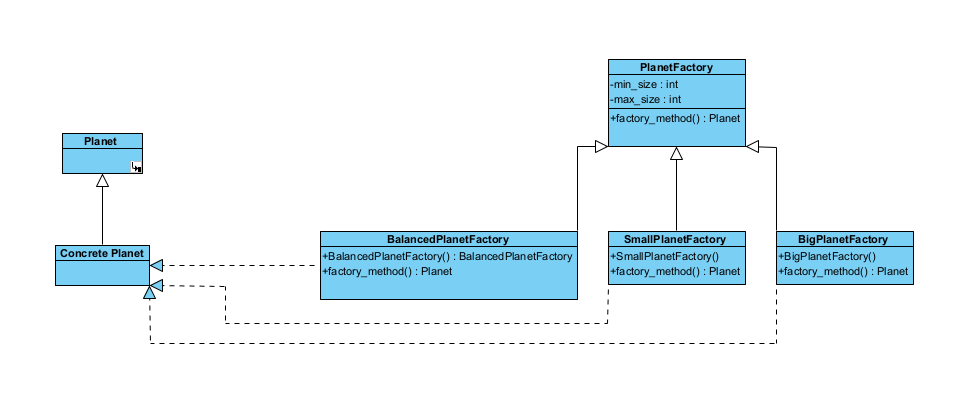 PlanetFactory
-min_size : int
-max_size : int
+factory_method() : Planet
Planet
Concrete Planet
BalancedPlanetFactory
+BalancedPlanetFactory() : BalancedPlanetFactory
+factory_method() : Planet
SmallPlanetFactory
+SmallPlanetFactory()
+factory_method() : Planet
BigPlanetFactory
+BigPlanetFactory()
+factory_method() : Planet